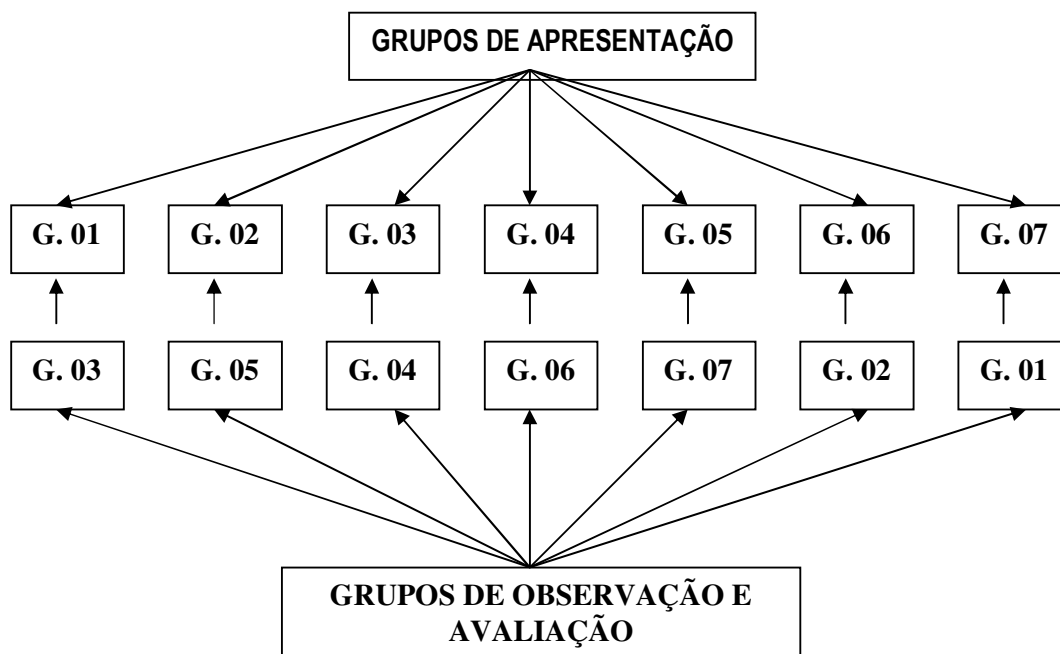 GRUPOS DE APRESENTAÇÃO
G. 01 G. 02 G. 03 G. 04 G. 05 G. 06 G. 07
G. 03 G. 05 G. 04 G. 06 G. 07 G. 02 G. 01
GRUPOS DE OBSERVAÇÃO E
AVALIAÇÃO